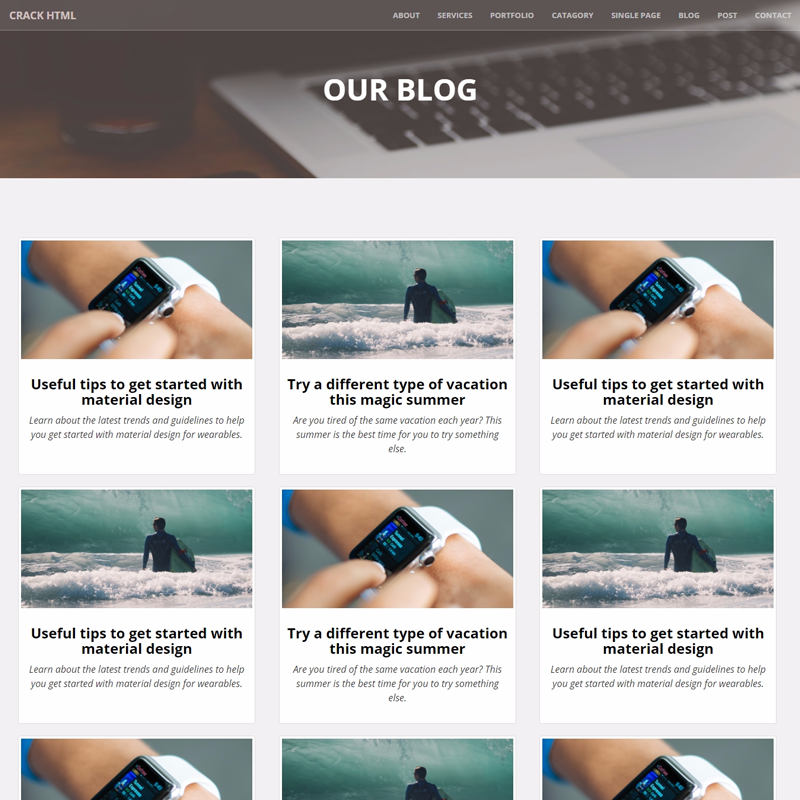 CRACK HTML
ABOUT SERVICES PORTFOLIO CATAGORY SINGLE PAGE BLOG POST CONTACT
OUR BLOG
Useful tips to get started with
material design
Learn about the latest trends and guidelines to help
you get started with material design for wearables.
Try a different type of vacation
this magic summer
Are you tired of the same vacation each year? This
summer is the best time for you to try something
else.
Useful tips to get started with
material design
Learn about the latest trends and guidelines to help
you get started with material design for wearables.
Useful tips to get started with
material design
Learn about the latest trends and guidelines to help
you get started with material design for wearables.
Try a different type of vacation
this magic summer
Are you tired of the same vacation each year? This
summer is the best time for you to try something
else.
Useful tips to get started with
material design
Learn about the latest trends and guidelines to help
you get started with material design for wearables.